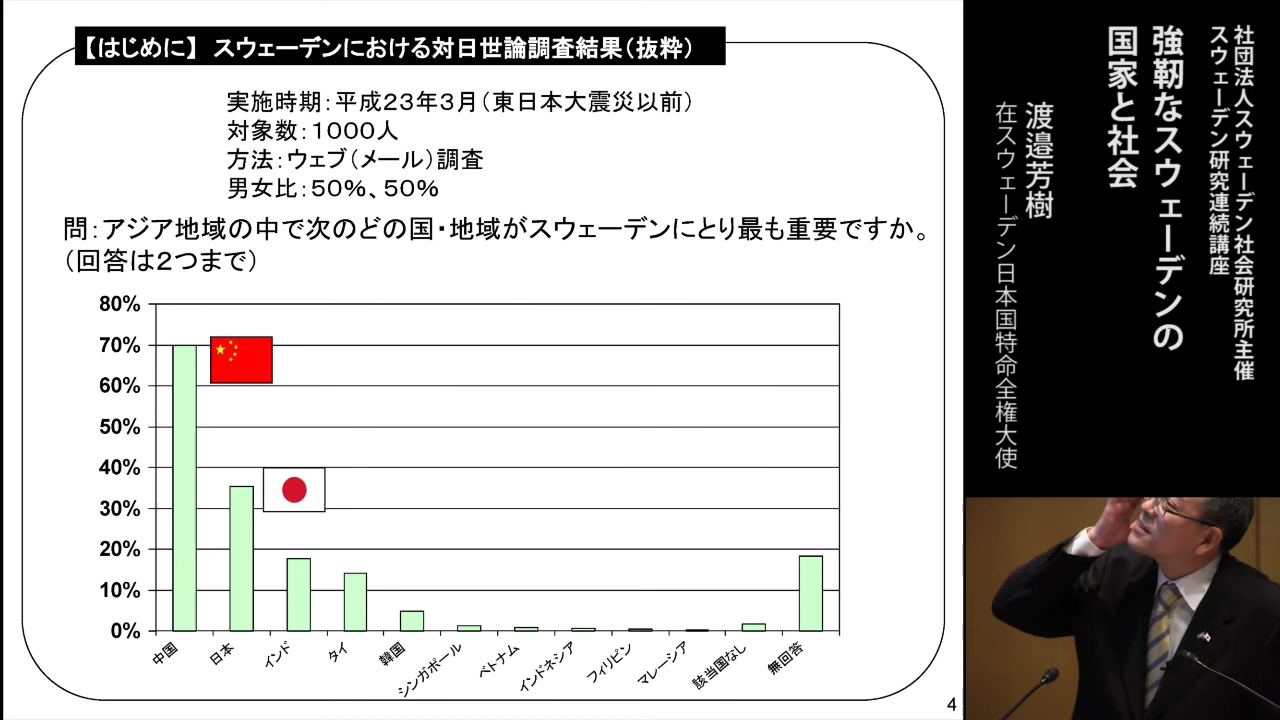 【はじめに】 スウェーデンにおける対日世論調査結果(抜粋)
実施時期:平成23年3月(東日本大震災以前)
対象数:1000人
方法:ウェブ(メール)調査
男女比:50%、50%
問:アジア地域の中で次のどの国・地域がスウェーデンにとり最も重要ですか。
(回答は2つまで)
80%
70%
60%
50%
40%
30%
20%
10%
0%
中国
日本
インド
タイ
韓国
シンガポール
ベトナム
インドネシア
フィリピン
マレーシア
該当国なし
無回答
4
社団法人スウェーデン社会研究所主催
スウェーデン研究連続講座
強靭なスウェーデンの
国家と社会
渡邉芳樹
在スウェーデン日本国特命全権大使